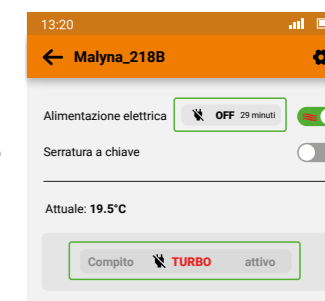 13:20
Malyna_218B
Alimentazione elettrica OFF 29 minuti
Serratura a chiave
Attuale: 19.5°C
Compito TURBO attivo